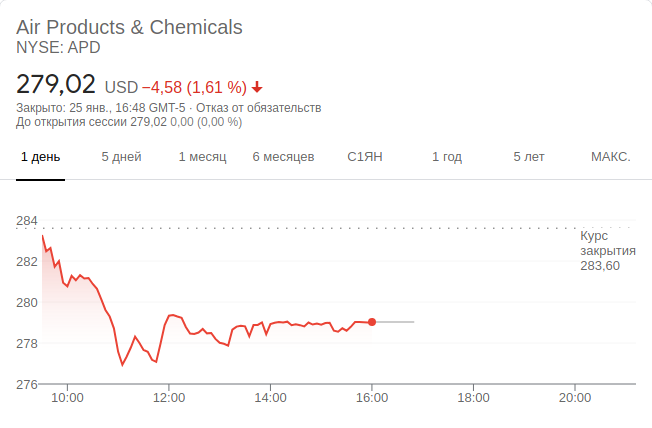 Air Products & Chemicals
NYSE: APD
279,02 USD −4,58 (1,61 %)
Закрыто: 25 янв., 16:48 GMT-5 · Отказ от обязательств
До открытия сессии 279,02 0,00 (0,00 %)
1 день 5 дней 1 месяц 6 месяцев С1ЯН 1 год 5 лет МАКС.
284
Курс
закрытия
283,60
282
280
278
276
10:00 12:00 14:00 16:00 18:00 20:00